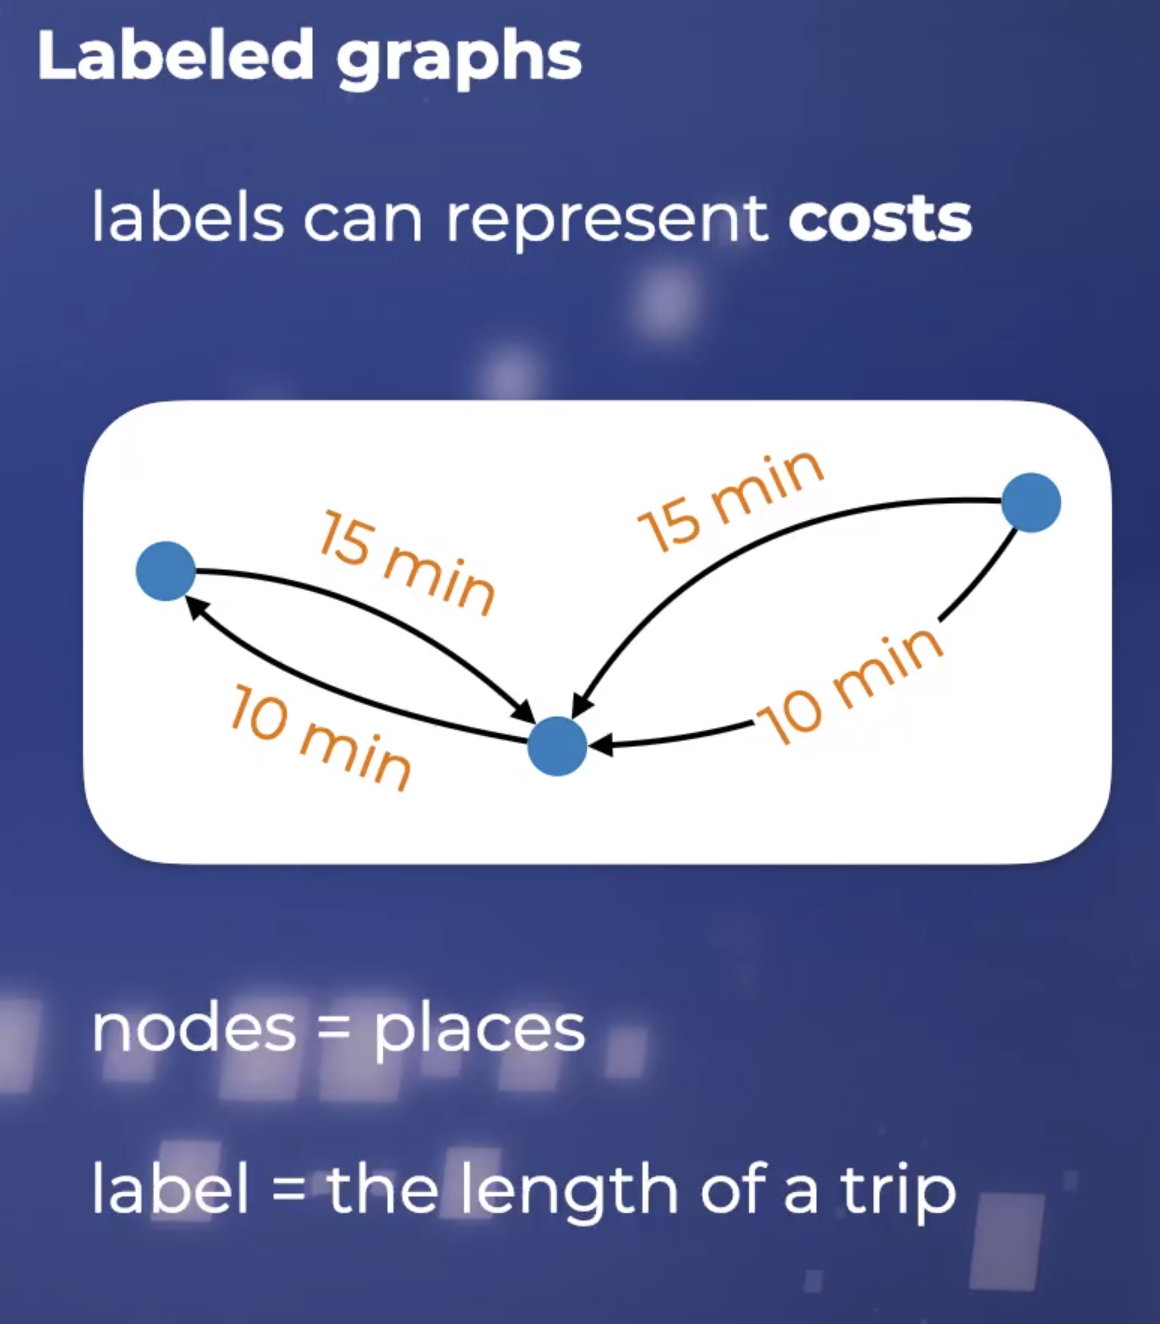 Labeled graphs
labels can represent costs
15 min
15 min
10 min
10 min
nodes = places
label = the length of a trip